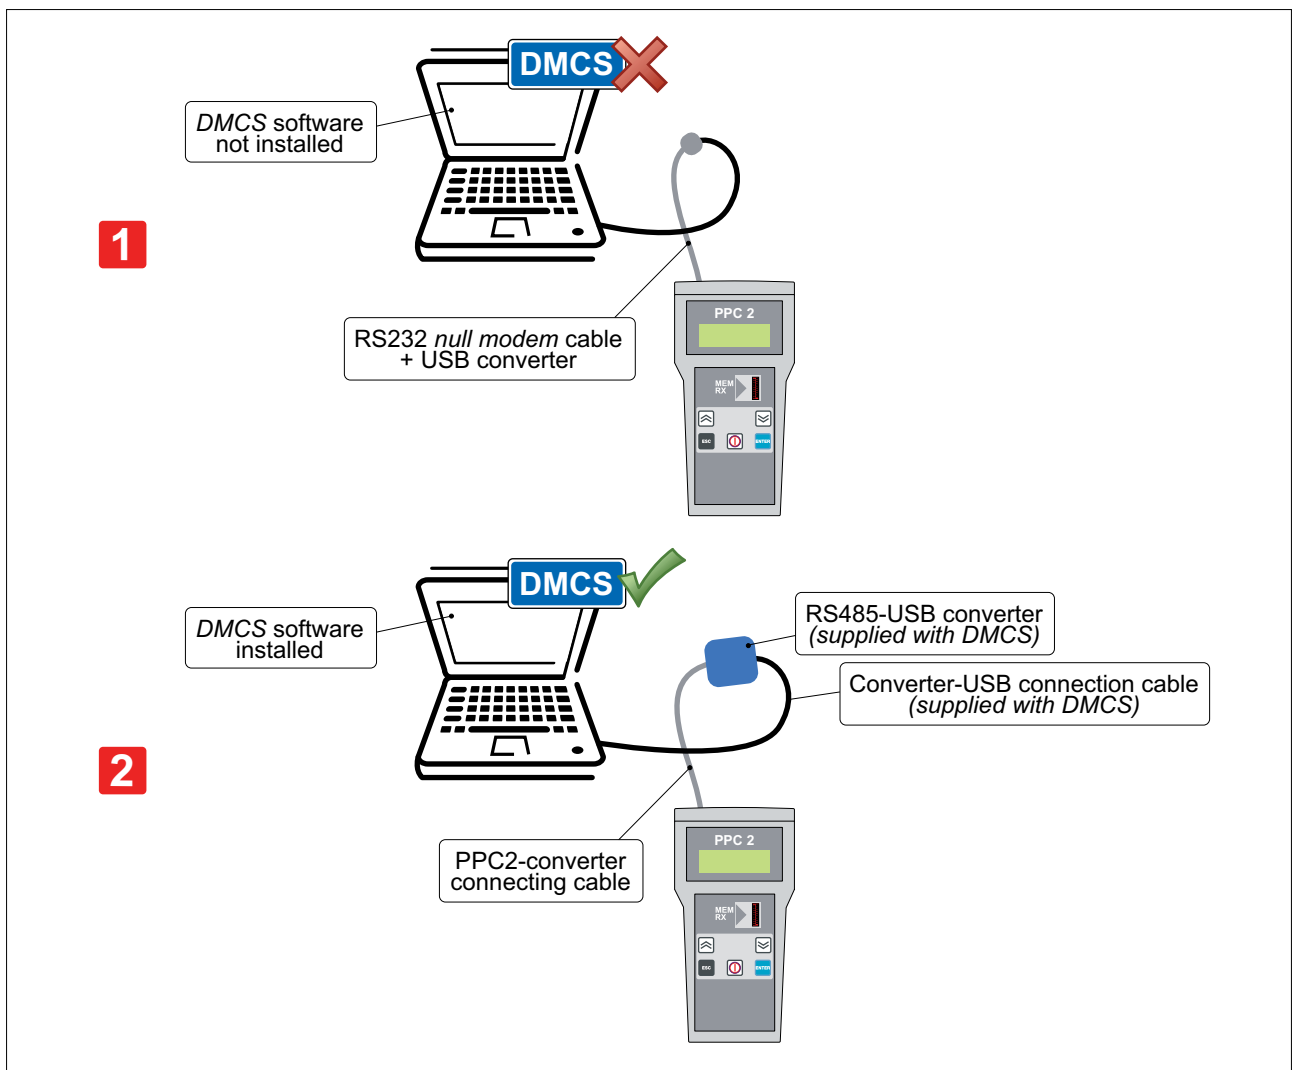 DMCS
DMCS software
not installed
1
RS232 null modem cable
+ USB converter
PPC 2
MEM
RX
ESC
ENTER
DMCS
DMCS software
installed
RS485-USB converter
(supplied with DMCS)
Converter-USB connection cable
(supplied with DMCS)
2
PPC2-converter
connecting cable
PPC 2
MEM
RX
ESC
ENTER